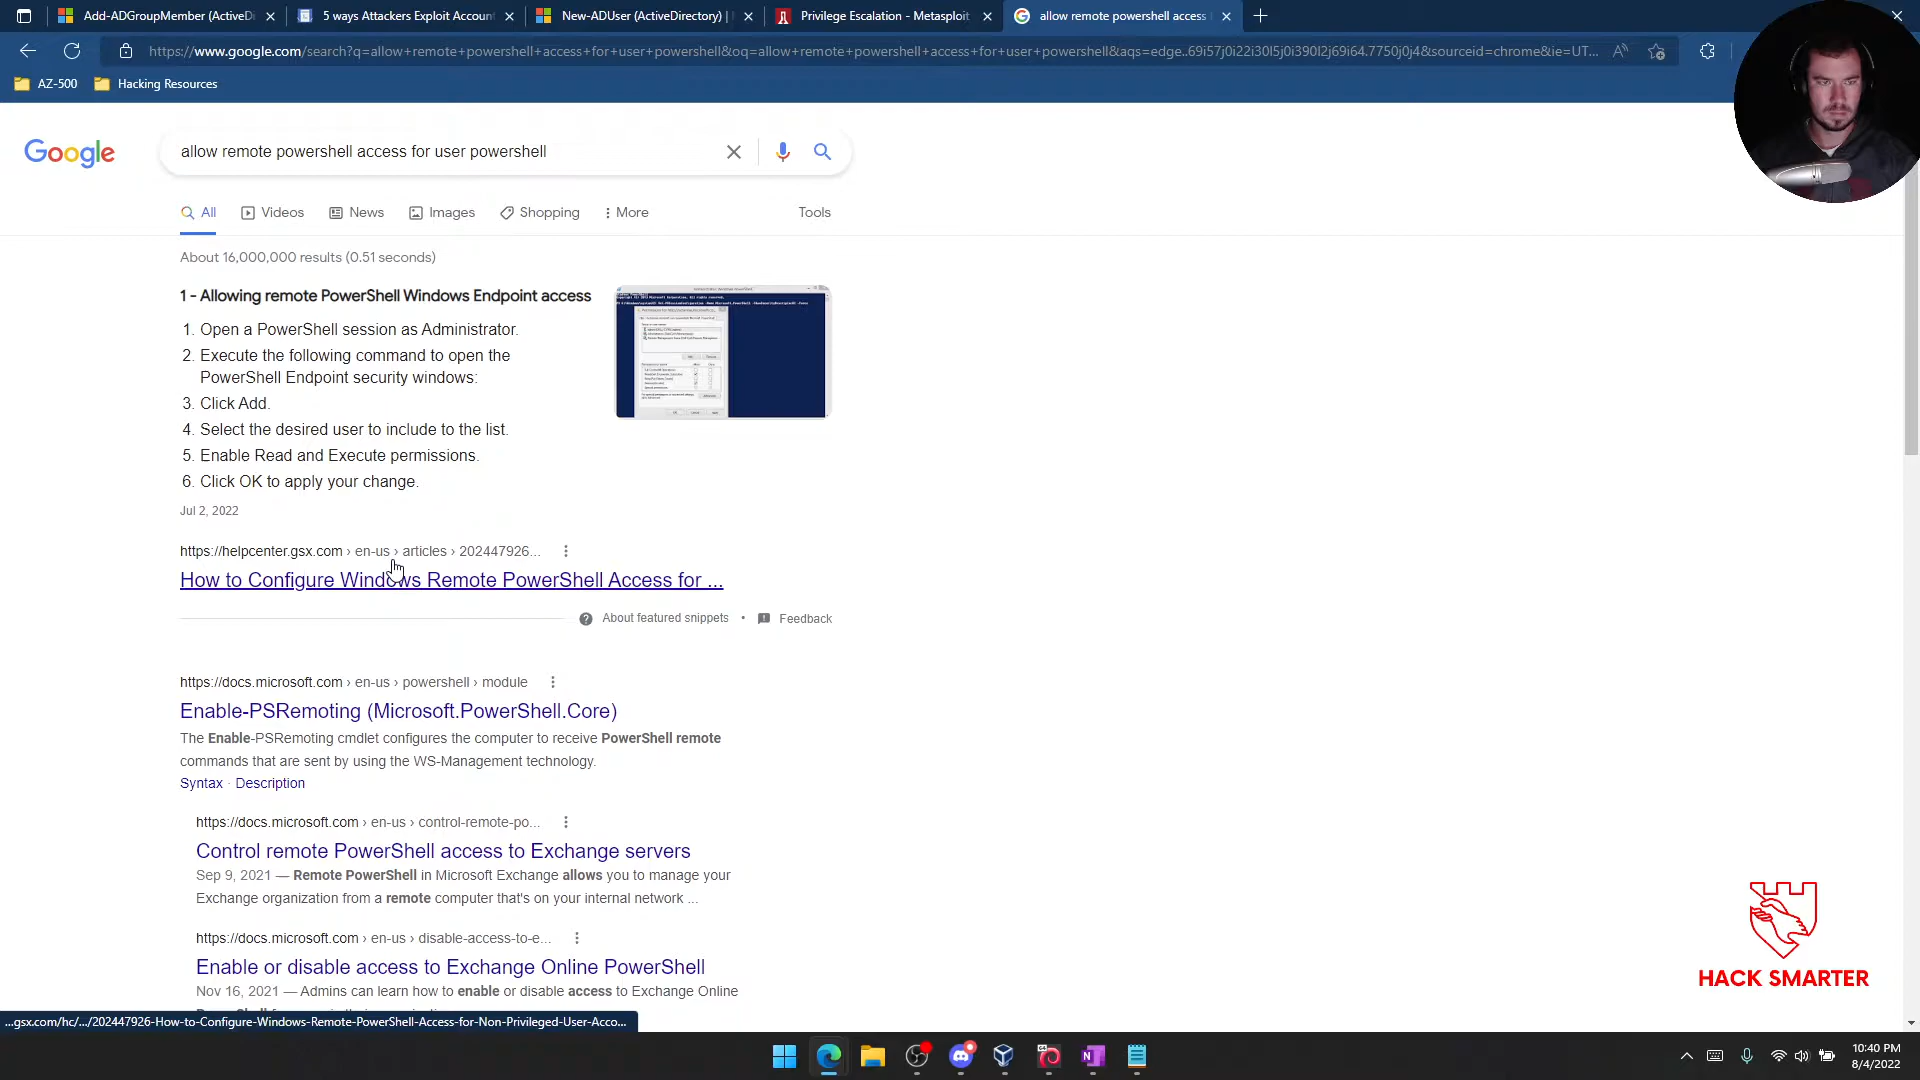 Add-ADGroupMember (ActiveDi
5 ways Attackers Exploit Account
New-ADUser (ActiveDirectory) |
Privilege Escalation - Metasploit
allow remote powershell access
https://www.google.com/search?q=allow+remote+powershell+access+for+user+powershell&oq=allow+remote+powershell+access+for+user+powershell&aqs=edge..69i57j0i22i30l5j0i390l2j69i64.7750j0j4&sourceid=chrome&ie=UT...
AZ-500
Hacking Resources
Google
allow remote powershell access for user powershell
All
Videos
News
Images
Shopping
More
Tools
About 16,000,000 results (0.51 seconds)
1 - Allowing remote PowerShell Windows Endpoint access
1. Open a PowerShell session as Administrator.
2. Execute the following command to open the
PowerShell Endpoint security windows:
3. Click Add.
4. Select the desired user to include to the list.
5. Enable Read and Execute permissions.
6. Click OK to apply your change.
Jul 2, 2022
https://helpcenter.gsx.com › en-us › articles › 202447926...
How to Configure Windows Remote PowerShell Access for ...
About featured snippets
•
Feedback
https://docs.microsoft.com › en-us › powershell › module
Enable-PSRemoting (Microsoft.PowerShell.Core)
The Enable-PSRemoting cmdlet configures the computer to receive PowerShell remote
commands that are sent by using the WS-Management technology.
Syntax · Description
https://docs.microsoft.com › en-us › control-remote-po...
Control remote PowerShell access to Exchange servers
Sep 9, 2021 — Remote PowerShell in Microsoft Exchange allows you to manage your
Exchange organization from a remote computer that's on your internal network ...
https://docs.microsoft.com › en-us › disable-access-to-e...
Enable or disable access to Exchange Online PowerShell
Nov 16, 2021 — Admins can learn how to enable or disable access to Exchange Online
HACK SMARTER
...gsx.com/hc/.../202447926-How-to-Configure-Windows-Remote-PowerShell-Access-for-Non-Privileged-User-Acco...
10:40 PM
8/4/2022